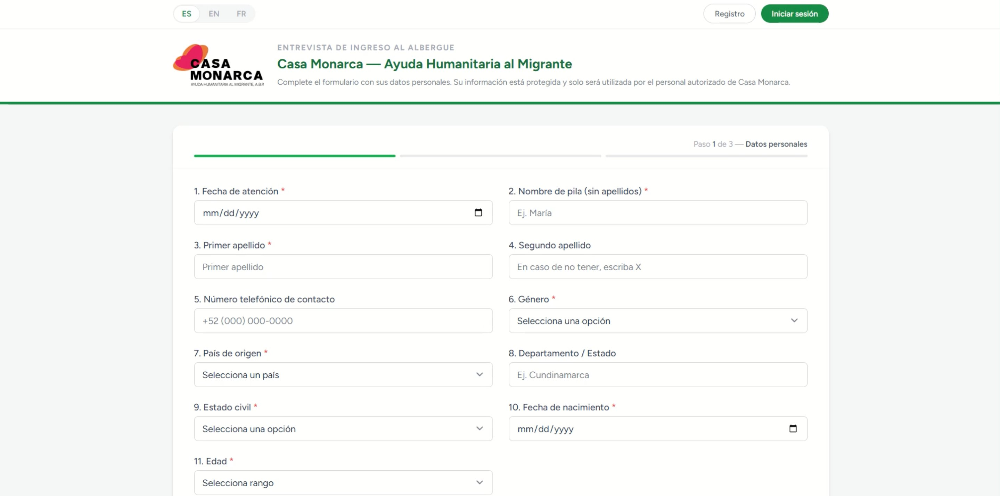 ES EN FR Registro Iniciar sesión
CASA
MONARCA
AYUDA HUMANITARIA AL MIGRANTE, A.B.P.
ENTREVISTA DE INGRESO AL ALBERGUE
Casa Monarca — Ayuda Humanitaria al Migrante
Complete el formulario con sus datos personales. Su información está protegida y solo será utilizada por el personal autorizado de Casa Monarca.
Paso 1 de 3 — Datos personales
1. Fecha de atención *
mm/dd/yyyy
2. Nombre de pila (sin apellidos) *
Ej. María
3. Primer apellido *
Primer apellido
4. Segundo apellido
En caso de no tener, escriba X
5. Número telefónico de contacto
+52 (000) 000-0000
6. Género *
Selecciona una opción
7. País de origen *
Selecciona un país
8. Departamento / Estado
Ej. Cundinamarca
9. Estado civil *
Selecciona una opción
10. Fecha de nacimiento *
mm/dd/yyyy
11. Edad *
Selecciona rango